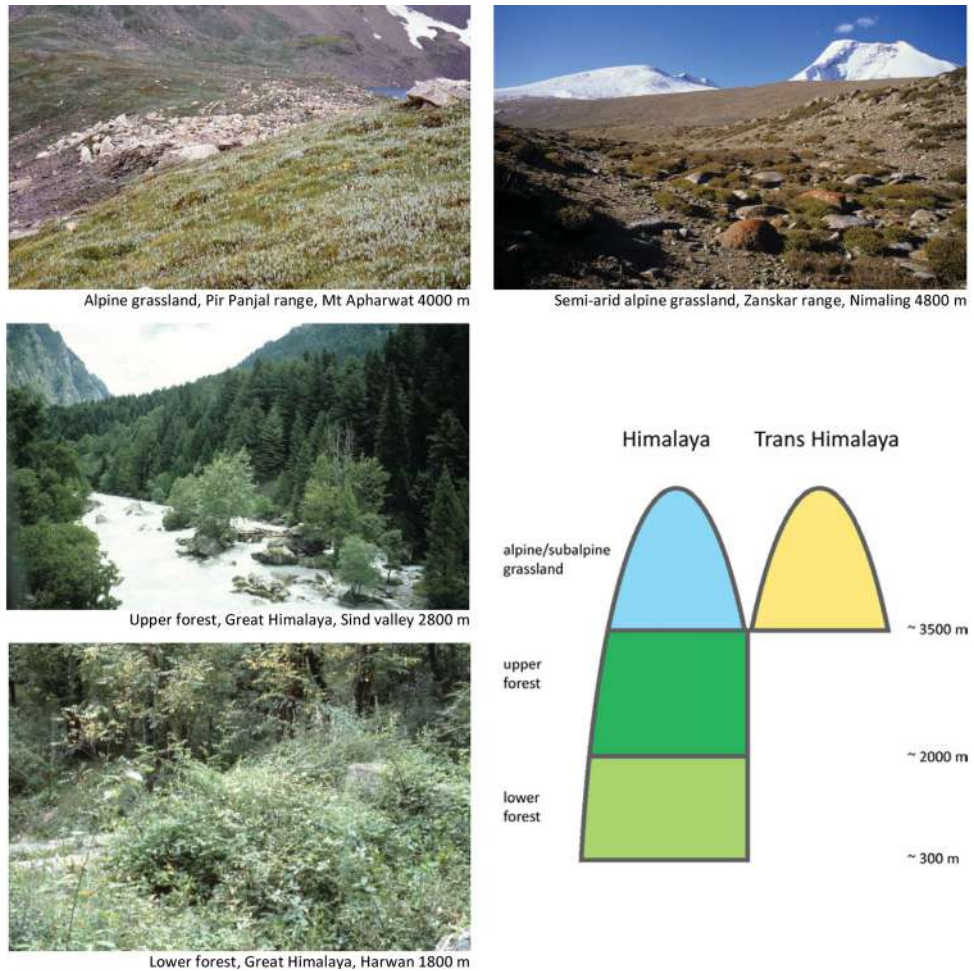 Alpine grassland, Pir Panjal range, Mt Apharwat 4000 m
Semi-arid alpine grassland, Zanskar range, Nimaling 4800 m
Upper forest, Great Himalaya, Sind valley 2800 m
Lower forest, Great Himalaya, Harwan 1800 m
Himalaya
Trans Himalaya
alpine/subalpine
grassland
~ 3500 m
upper
forest
~ 2000 m
lower
forest
~ 300 m